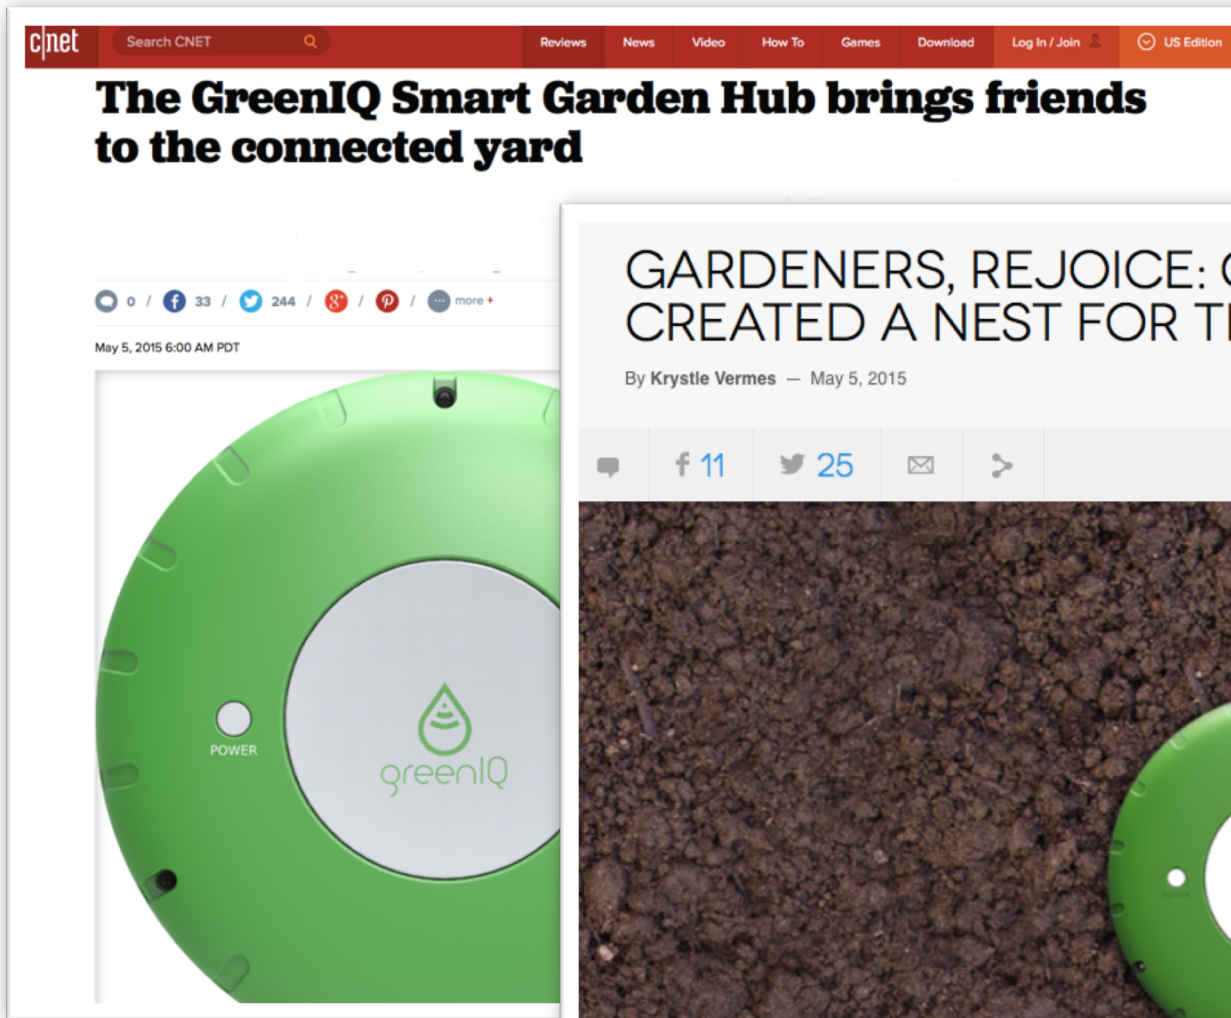 c|net
Search CNET
Reviews News Video How To Games Download Log In / Join US Edition
The GreenIQ Smart Garden Hub brings friends
to the connected yard
0 / f 33 / 244 / g+ / / more +
May 5, 2015 6:00 AM PDT
POWER
greenIQ
GARDENERS, REJOICE:
CREATED A NEST FOR
By Krystle Vermes — May 5, 2015
f 11 25